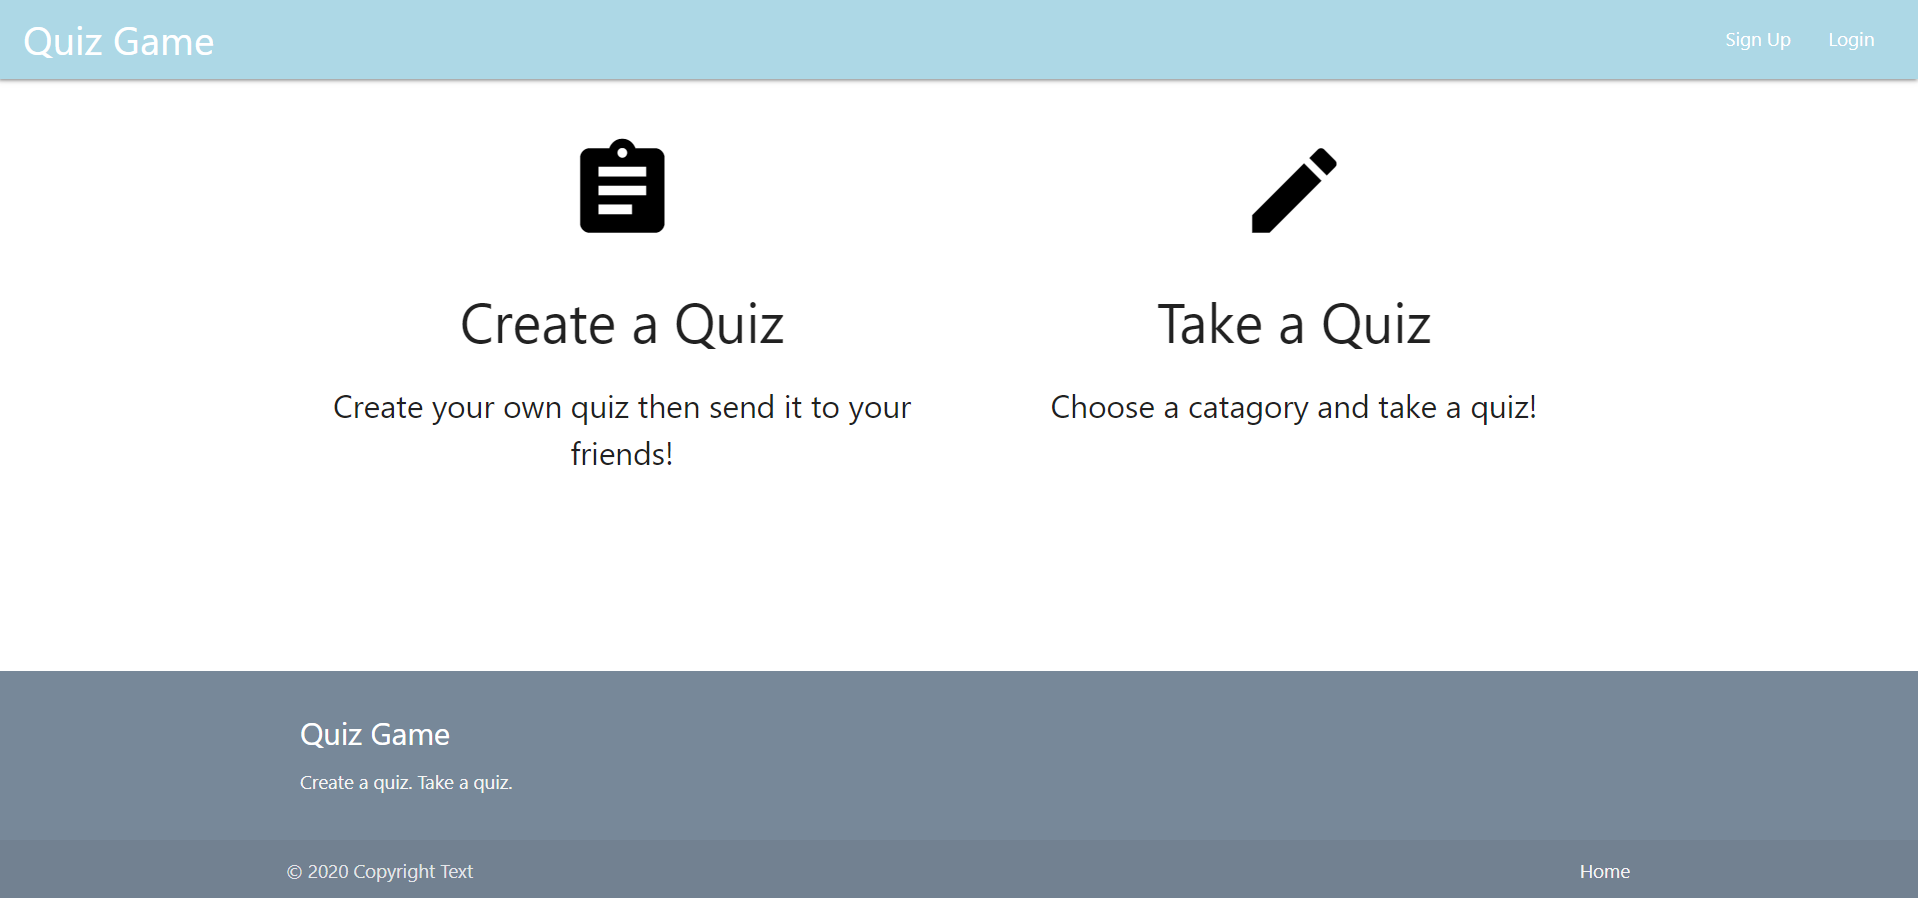 Quiz Game
Sign Up
Login
Create a Quiz
Create your own quiz then send it to your
friends!
Take a Quiz
Choose a catagory and take a quiz!
Quiz Game
Create a quiz. Take a quiz.
© 2020 Copyright Text
Home